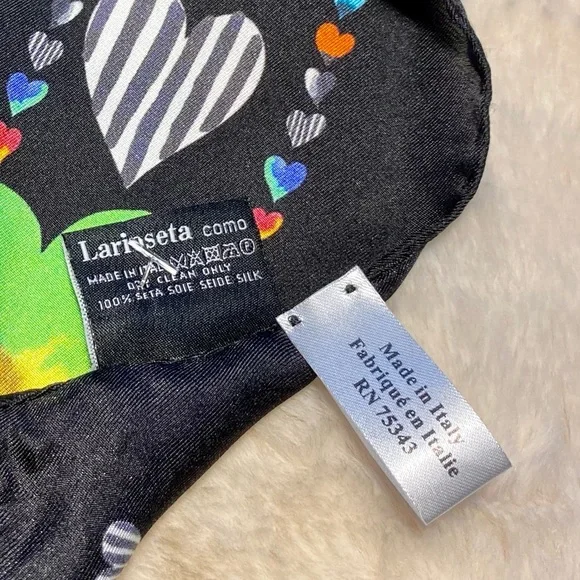 Larioseta como
MADE IN ITALY
DRY CLEAN ONLY
100% SETA SOIE SEIDE SILK
Made in Italy
Fabriqué en Italie
RN 75343